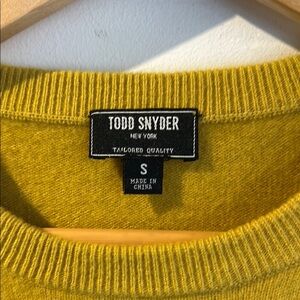 TODD SNYDER
NEW YORK
TAILORED QUALITY
S
MADE IN
CHINA